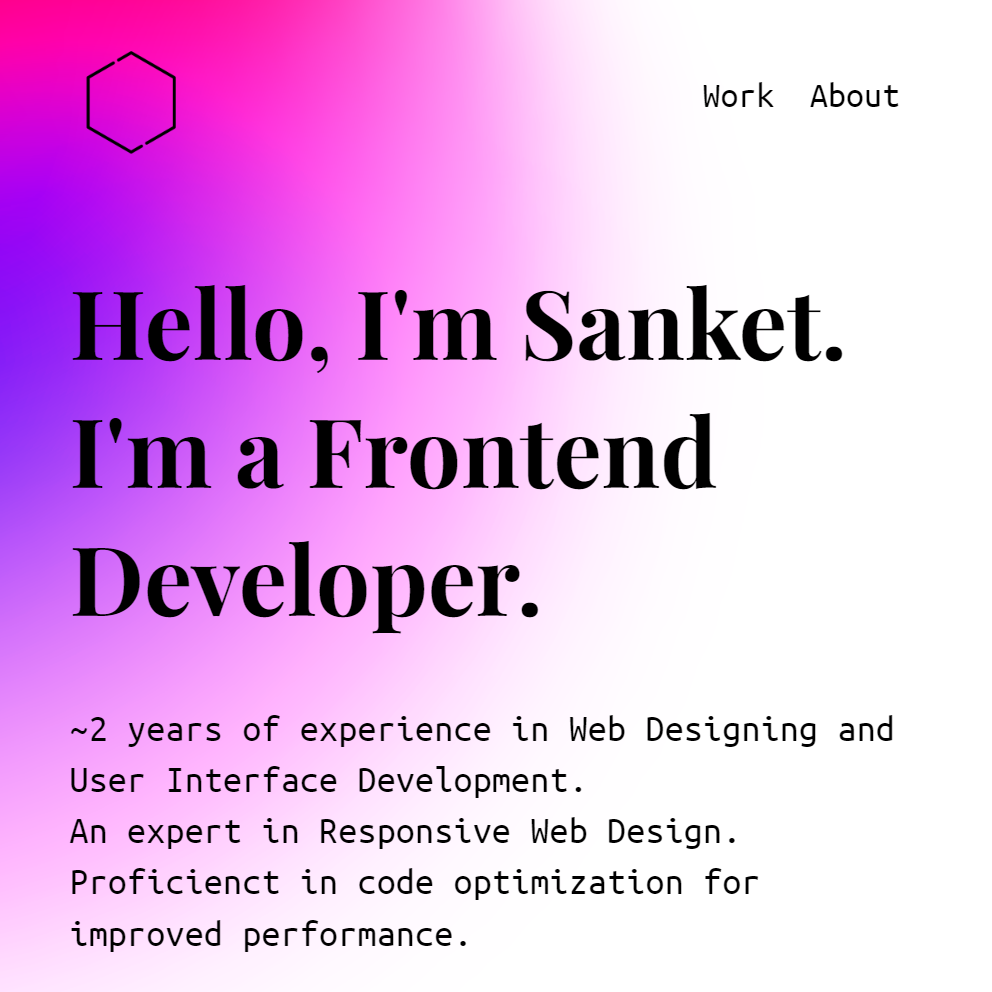 Work About
Hello, I'm Sanket.
I'm a Frontend
Developer.
~2 years of experience in Web Designing and
User Interface Development.
An expert in Responsive Web Design.
Proficienct in code optimization for
improved performance.